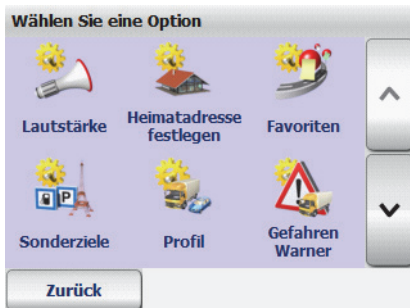 Wählen Sie eine Option
Lautstärke
Heimatadresse
festlegen
Favoriten
P
Sonderziele
Profil
Gefahren
Warner
Zurück